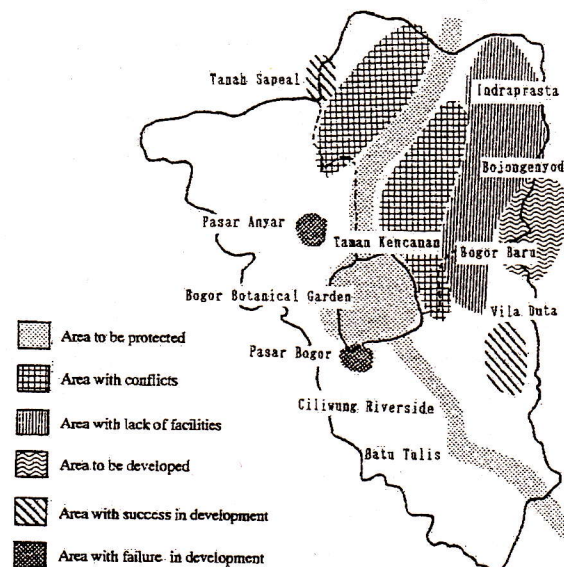 Tanah Sapeal
Indraprasta
Bojongenyod
Pasar Anyar
Taman Kencanan
Bogor Baru
Bogor Botanical Garden
Vila Duta
Pasar Bogor
Ciliwung Riverside
Batu Tulis
Area to be protected
Area with conflicts
Area with lack of facilities
Area to be developed
Area with success in development
Area with failure in development